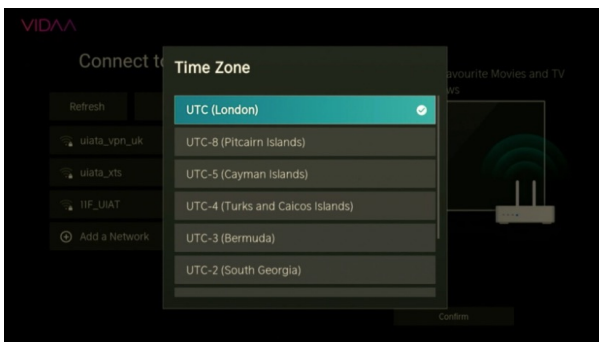 VIDAA
Connect to
Time Zone
avourite Movies and TV
ws
Refresh
UTC (London)
uiata_vpn_uk
UTC-8 (Pitcairn Islands)
uiata_xts
UTC-5 (Cayman Islands)
IIF_UIAT
UTC-4 (Turks and Caicos Islands)
Add a Network
UTC-3 (Bermuda)
UTC-2 (South Georgia)
Confirm